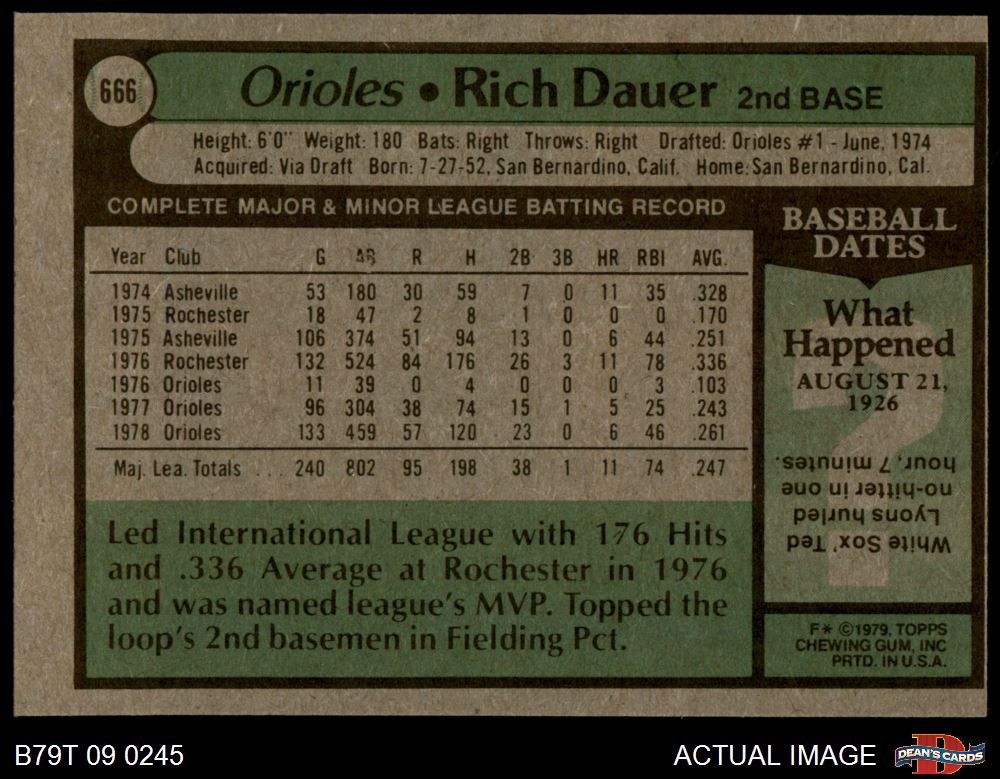 666
Orioles • Rich Dauer 2nd BASE
Height: 6'0" Weight: 180 Bats: Right Throws: Right Drafted: Orioles #1 - June, 1974
Acquired: Via Draft Born: 7-27-52, San Bernardino, Calif. Home: San Bernardino, Cal.
COMPLETE MAJOR & MINOR LEAGUE BATTING RECORD
Year Club G AB R H 2B 3B HR RBI AVG.
1974 Asheville 53 180 30 59 7 0 11 35 .328
1975 Rochester 18 47 2 8 1 0 0 0 .170
1975 Asheville 106 374 51 94 13 0 6 44 .251
1976 Rochester 132 524 84 176 26 3 11 78 .336
1976 Orioles 11 39 0 4 0 0 0 3 .103
1977 Orioles 96 304 38 74 15 1 5 25 .243
1978 Orioles 133 459 57 120 23 0 6 46 .261
Maj. Lea. Totals ... 240 802 95 198 38 1 11 74 .247
Led International League with 176 Hits
and .336 Average at Rochester in 1976
and was named league's MVP. Topped the
loop's 2nd basemen in Fielding Pct.
BASEBALL
DATES
What
Happened
AUGUST 21,
1926
White Sox' Ted
Lyons hurled
no-hitter in one
hour, 7 minutes.
F* ©1979, TOPPS
CHEWING GUM, INC
PRTD. IN U.S.A.
B79T 09 0245
ACTUAL IMAGE
DEAN'S CARDS